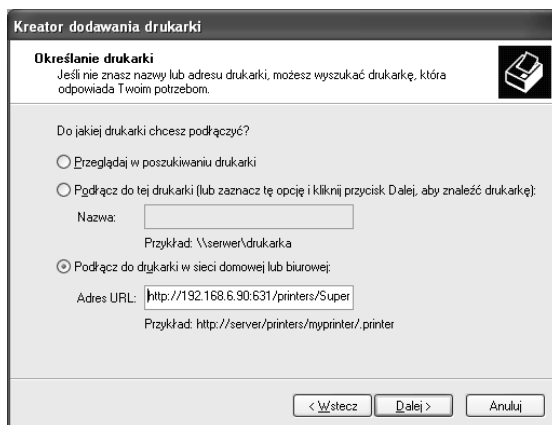 Kreator dodawania drukarki
Określanie drukarki
Jeśli nie znasz nazwy lub adresu drukarki, możesz wyszukać drukarkę, która
odpowiada Twoim potrzebom.
Do jakiej drukarki chcesz podłączyć?
Przeglądaj w poszukiwaniu drukarki
Podłącz do tej drukarki (lub zaznacz tę opcję i kliknij przycisk Dalej, aby znaleźć drukarkę):
Nazwa:
Przykład: \\serwer\drukarka
Podłącz do drukarki w sieci domowej lub biurowej:
Adres URL: http://192.168.6.90:631/printers/Super
Przykład: http://server/printers/myprinter/.printer
< Wstecz Dalej > Anuluj